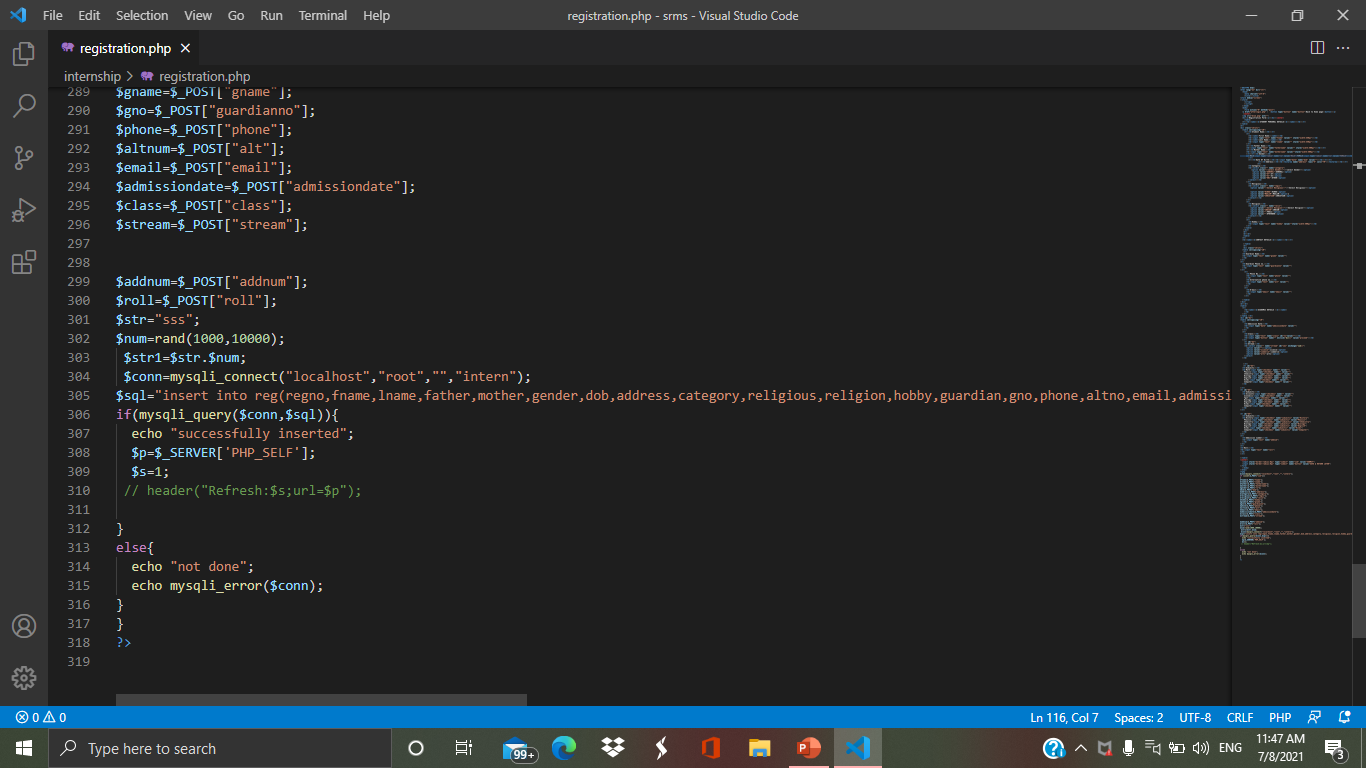 File Edit Selection View Go Run Terminal Help
registration.php - srms - Visual Studio Code
registration.php
internship > registration.php
289 $gname=$_POST["gname"];
290 $gno=$_POST["guardianno"];
291 $phone=$_POST["phone"];
292 $altnum=$_POST["alt"];
293 $email=$_POST["email"];
294 $admissiondate=$_POST["admissiondate"];
295 $class=$_POST["class"];
296 $stream=$_POST["stream"];
297
298
299 $addnum=$_POST["addnum"];
300 $roll=$_POST["roll"];
301 $str="sss";
302 $num=rand(1000,10000);
303 $str1=$str.$num;
304 $conn=mysqli_connect("localhost","root","","intern");
305 $sql="insert into reg(regno,fname,lname,father,mother,gender,dob,address,category,religious,religion,hobby,guardian,gno,phone,altno,email,admissi
306 if(mysqli_query($conn,$sql)){
307 echo "successfully inserted";
308 $p=$_SERVER['PHP_SELF'];
309 $s=1;
310 // header("Refresh:$s;url=$p");
311
312 }
313 else{
314 echo "not done";
315 echo mysqli_error($conn);
316 }
317 }
318 ?>
319
0 0 Ln 116, Col 7 Spaces: 2 UTF-8 CRLF PHP
Type here to search
99+
ENG
11:47 AM
7/8/2021
3